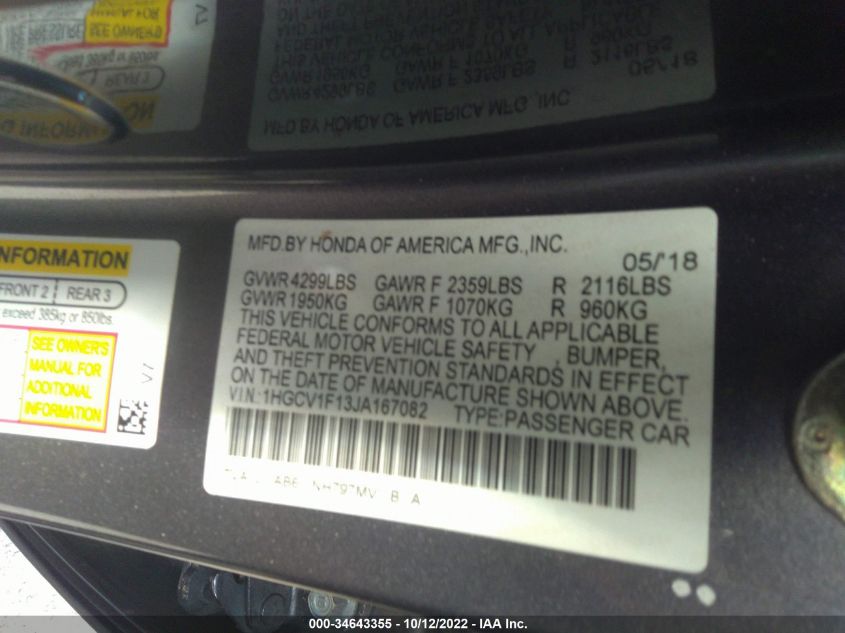 INFORMATION
FRONT 2 REAR 3
exceed 385kg or 850lbs.
SEE OWNER'S
MANUAL FOR
ADDITIONAL
INFORMATION
MFD.BY HONDA OF AMERICA MFG.,INC. 05/'18
GVWR 4299LBS GAWR F 2359LBS R 2116LBS
GVWR 1950KG GAWR F 1070KG R 960KG
THIS VEHICLE CONFORMS TO ALL APPLICABLE
FEDERAL MOTOR VEHICLE SAFETY , BUMPER,
AND THEFT PREVENTION STANDARDS IN EFFECT
ON THE DATE OF MANUFACTURE SHOWN ABOVE.
V I N.:1HGCV1F13JA167082 TYPE:PASSENGER CAR
NH797MV B A
000-34643355 - 10/12/2022 - IAA Inc.